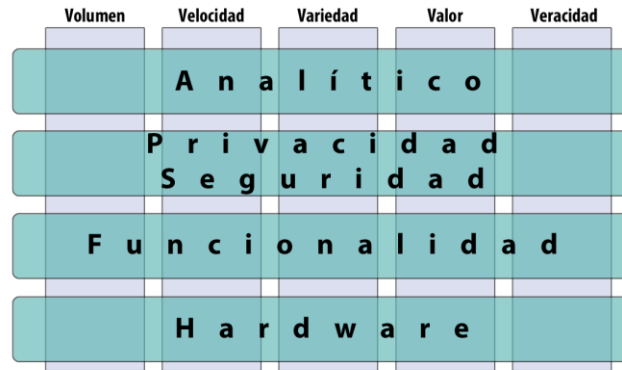 Volumen Velocidad Variedad Valor Veracidad
Analítico
Privacidad
Seguridad
Funcionalidad
Hardware